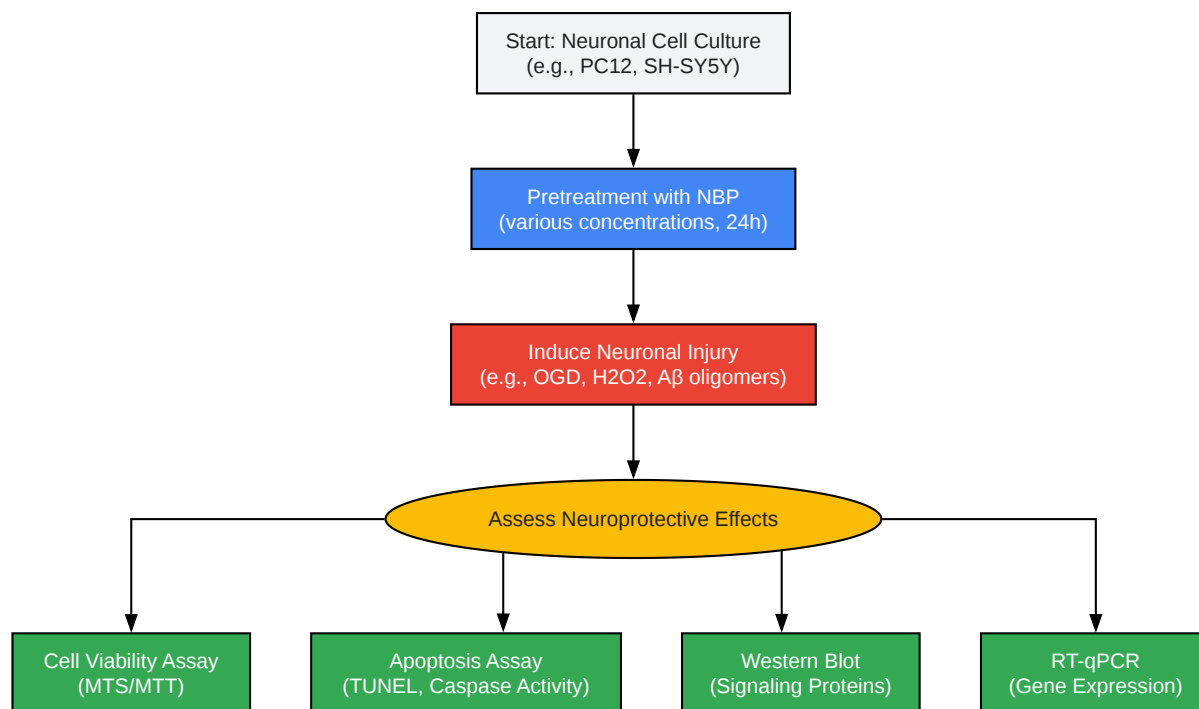 Start: Neuronal Cell Culture
(e.g., PC12, SH-SY5Y)
Pretreatment with NBP
(various concentrations, 24h)
Induce Neuronal Injury
(e.g., OGD, H2O2, Aβ oligomers)
Assess Neuroprotective Effects
Cell Viability Assay
(MTS/MTT)
Apoptosis Assay
(TUNEL, Caspase Activity)
Western Blot
(Signaling Proteins)
RT-qPCR
(Gene Expression)